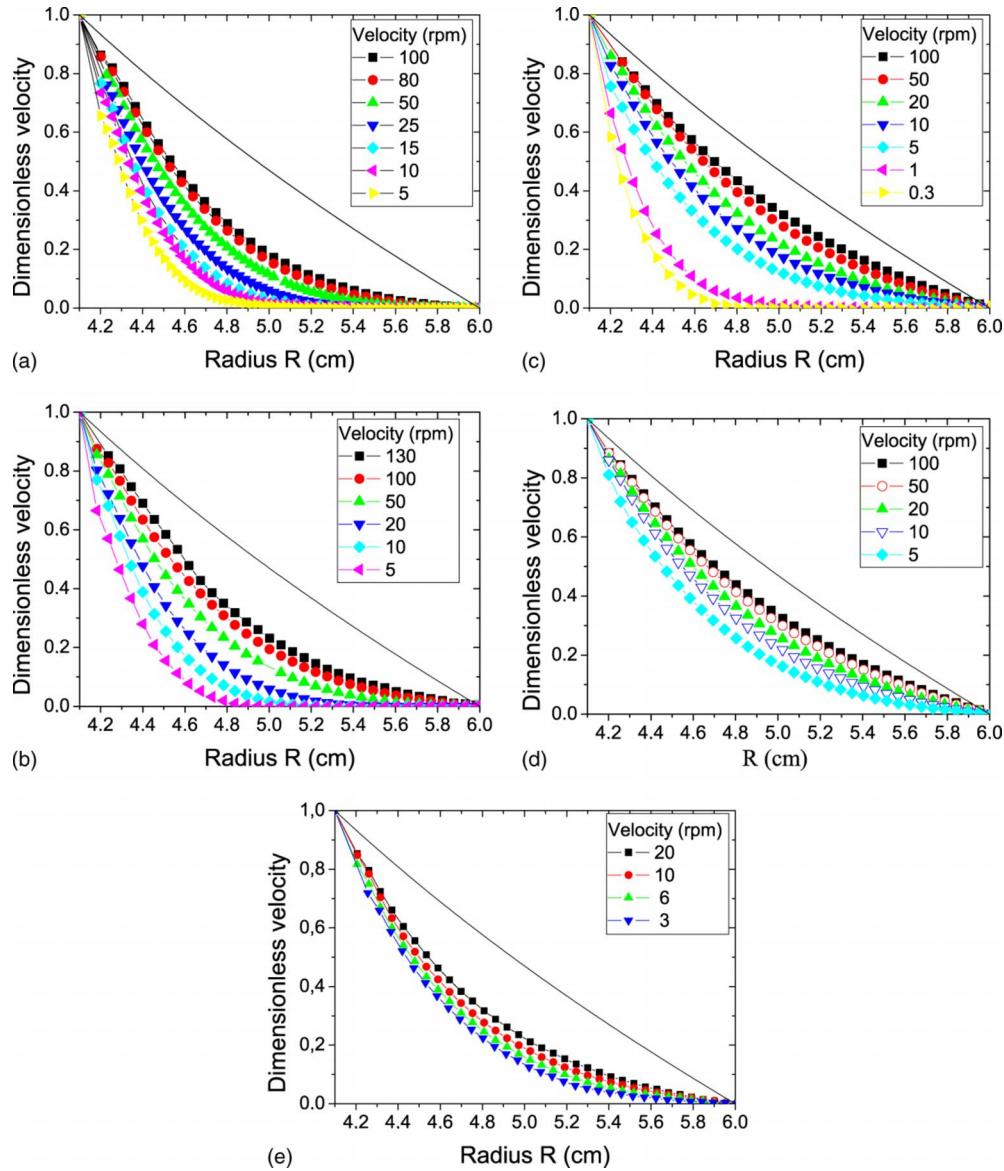 1.0
0.8
0.6
0.4
0.2
0.0
4.2 4.4 4.6 4.8 5.0 5.2 5.4 5.6 5.8 6.0
Dimensionless velocity
Radius R (cm)
Velocity (rpm)
100
80
50
25
15
10
5
(a)
1.0
0.8
0.6
0.4
0.2
0.0
4.2 4.4 4.6 4.8 5.0 5.2 5.4 5.6 5.8 6.0
Dimensionless velocity
Radius R (cm)
Velocity (rpm)
100
50
20
10
5
1
0.3
(c)
1.0
0.8
0.6
0.4
0.2
0.0
4.2 4.4 4.6 4.8 5.0 5.2 5.4 5.6 5.8 6.0
Dimensionless velocity
Radius R (cm)
Velocity (rpm)
130
100
50
20
10
5
(b)
1.0
0.8
0.6
0.4
0.2
0.0
4.2 4.4 4.6 4.8 5.0 5.2 5.4 5.6 5.8 6.0
Dimensionless velocity
R (cm)
Velocity (rpm)
100
50
20
10
5
(d)
1,0
0,8
0,6
0,4
0,2
0,0
4.2 4.4 4.6 4.8 5.0 5.2 5.4 5.6 5.8 6.0
Dimensionless velocity
Radius R (cm)
Velocity (rpm)
20
10
6
3
(e)